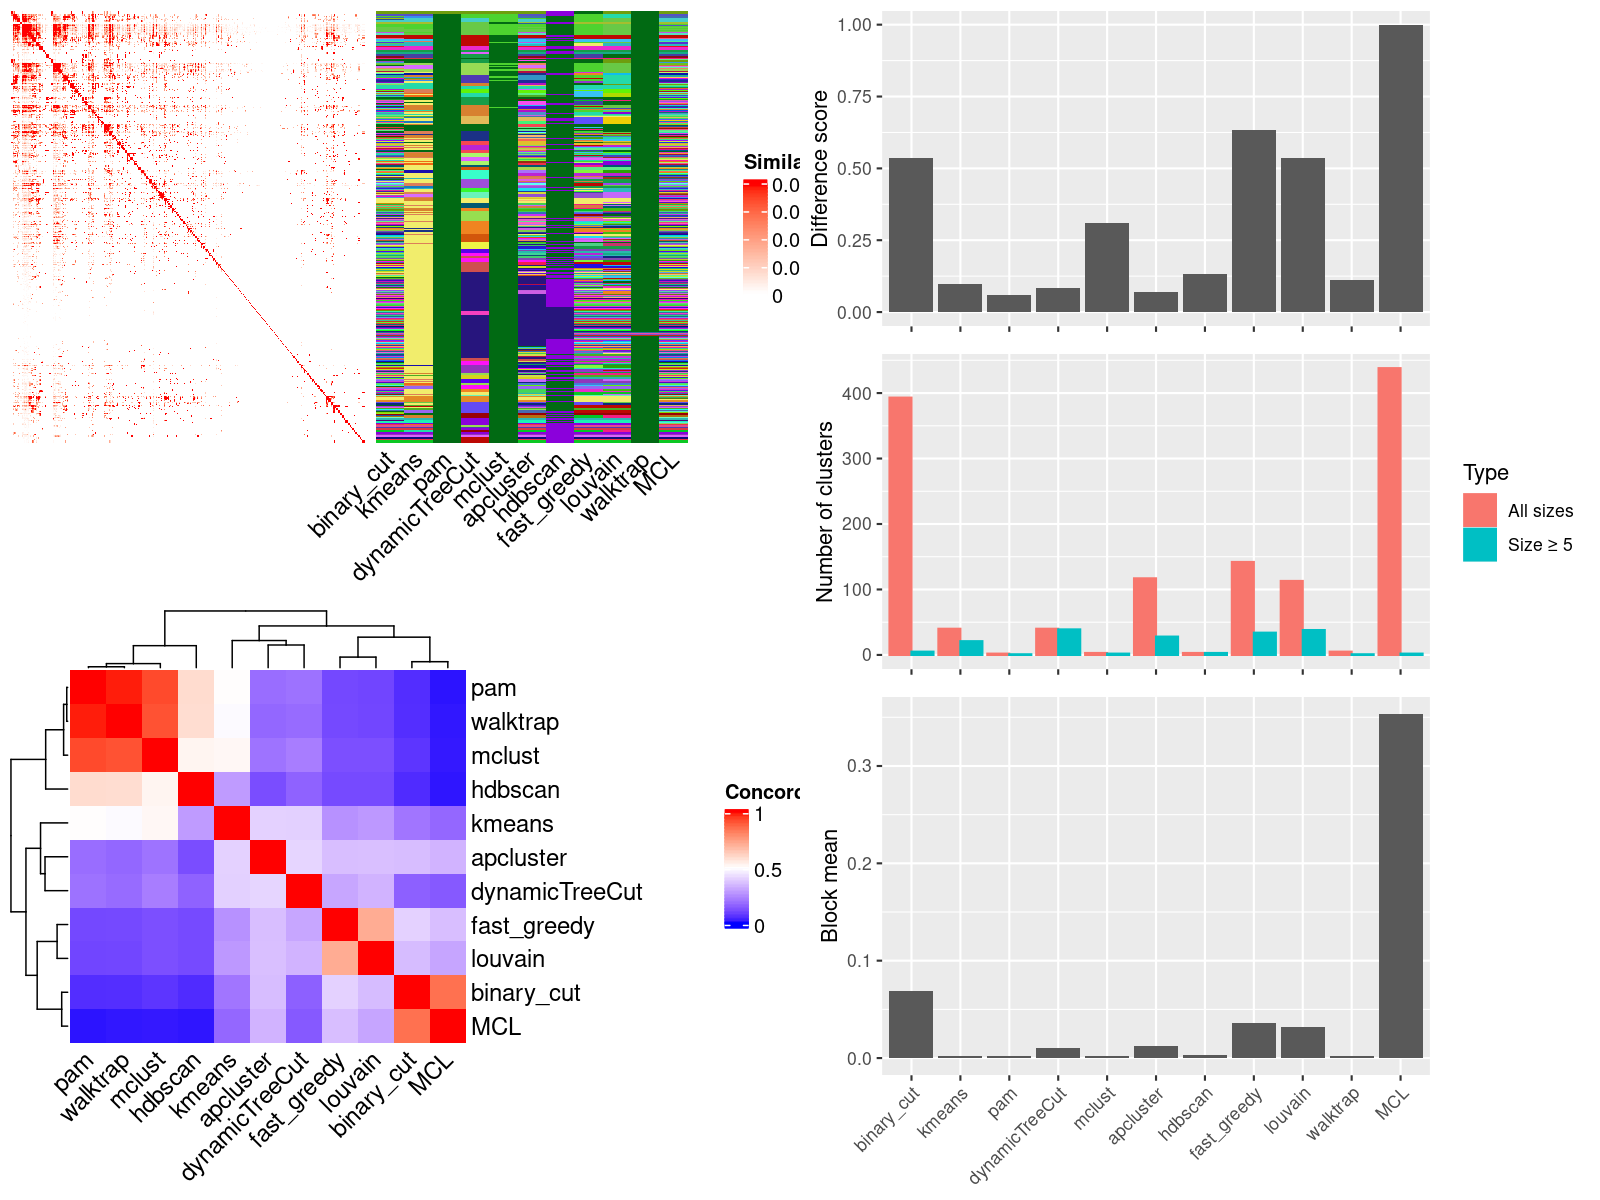 Simila
0.0
0.0
0.0
0.0
0
binary_cut
kmeans
pam
dynamicTreeCut
mclust
apcluster
hdbscan
fast_greedy
louvain
walktrap
MCL
pam
walktrap
mclust
hdbscan
kmeans
apcluster
dynamicTreeCut
fast_greedy
louvain
binary_cut
MCL
pam
walktrap
mclust
hdbscan
kmeans
apcluster
dynamicTreeCut
fast_greedy
louvain
binary_cut
MCL
Concord
1
0.5
0
Difference score
1.00
0.75
0.50
0.25
0.00
Number of clusters
400
300
200
100
0
Type
All sizes
Size ≥ 5
Block mean
0.3
0.2
0.1
0.0
binary_cut
kmeans
pam
dynamicTreeCut
mclust
apcluster
hdbscan
fast_greedy
louvain
walktrap
MCL